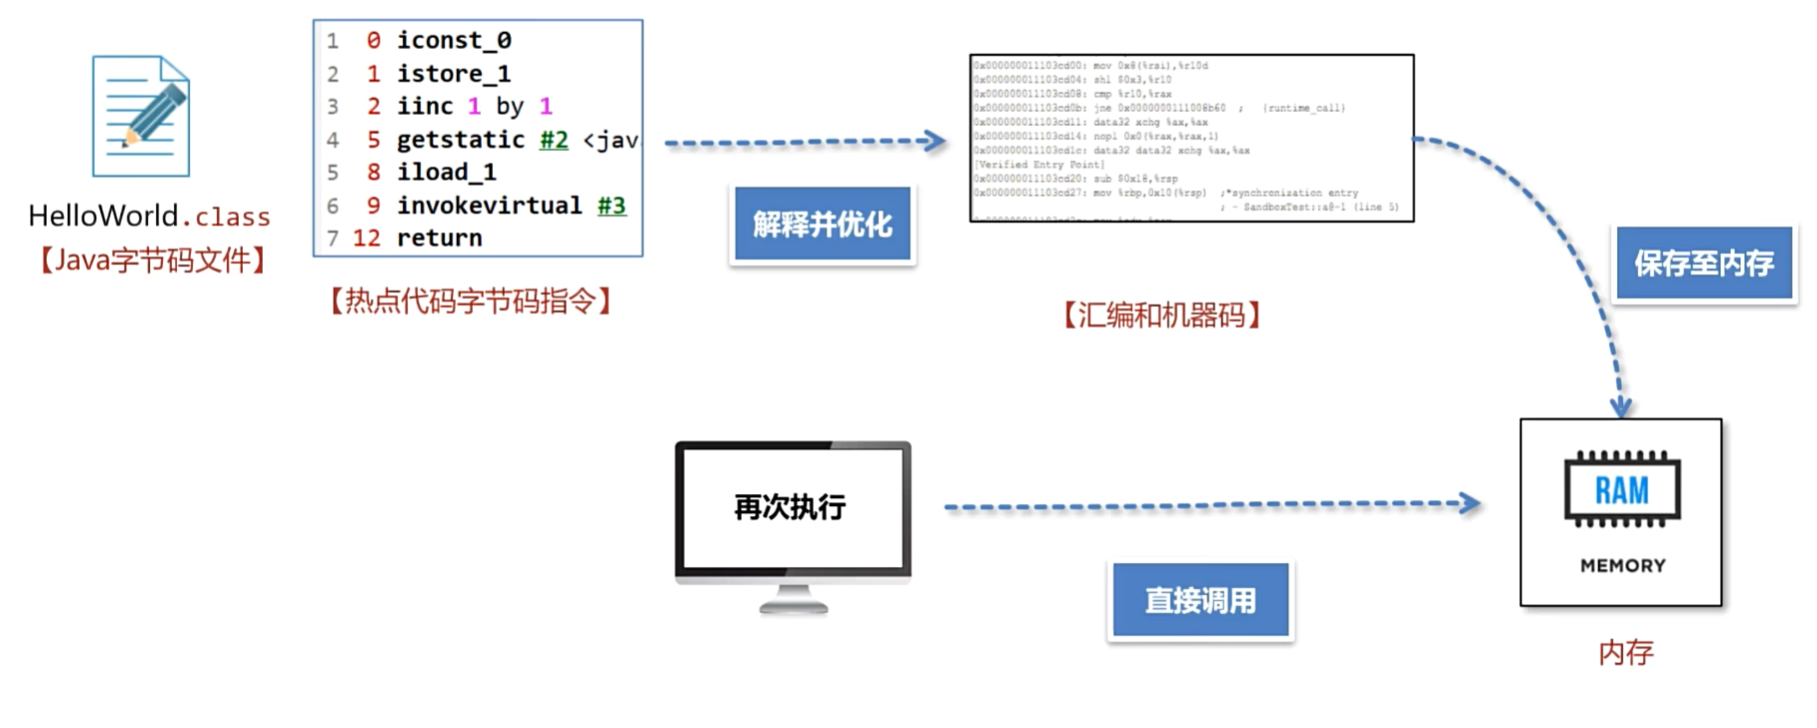 HelloWorld.class
【Java字节码文件】
1 0 iconst_0
2 1 istore_1
3 2 iinc 1 by 1
4 5 getstatic #2 <jav
5 8 iload_1
6 9 invokevirtual #3
7 12 return
【热点代码字节码指令】
解释并优化
0x000000011103cd00: mov 0x8(%rsi),%r10d
0x000000011103cd04: shl $0x3,%r10
0x000000011103cd08: cmp %r10,%rax
0x000000011103cd0b: jne 0x0000000111008b60 ; {runtime_call}
0x000000011103cd11: data32 xchg %ax,%ax
0x000000011103cd14: nopl 0x0(%rax,%rax,1)
0x000000011103cd1c: data32 data32 xchg %ax,%ax
[Verified Entry Point]
0x000000011103cd20: sub $0x18,%rsp
0x000000011103cd27: mov %rbp,0x10(%rsp) ;*synchronization entry
; - SandboxTest::a@-1 (line 5)
【汇编和机器码】
保存至内存
再次执行
直接调用
RAM
MEMORY
内存